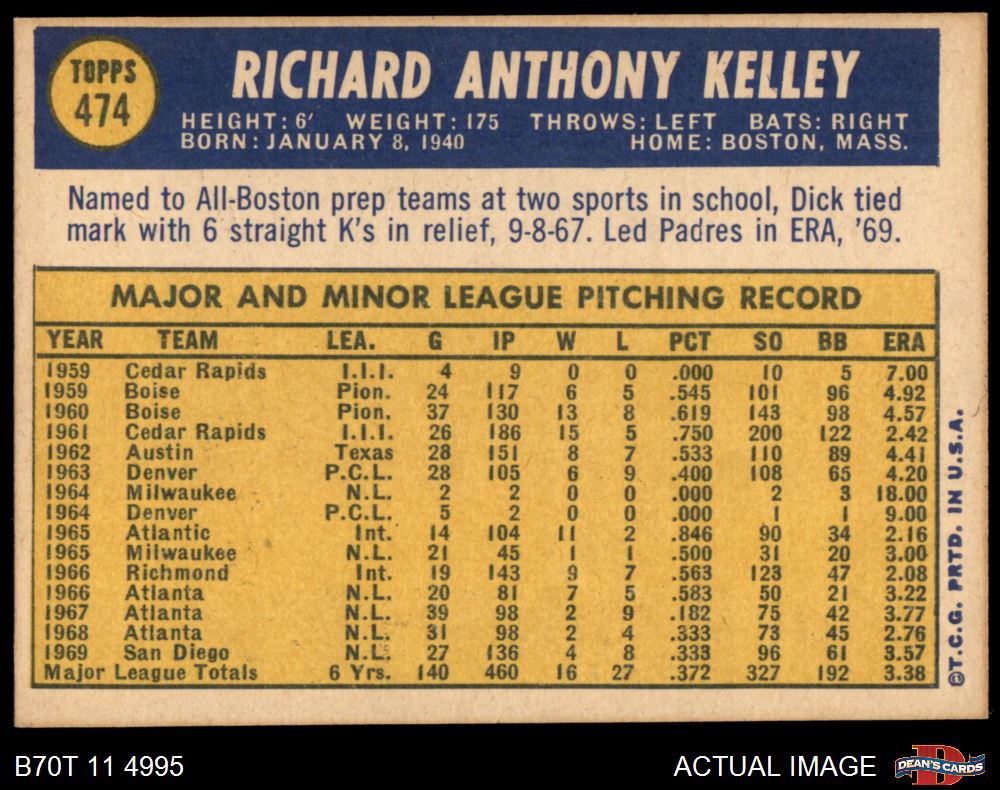 TOPPS
474
RICHARD ANTHONY KELLEY
HEIGHT: 6' WEIGHT: 175 THROWS: LEFT BATS: RIGHT
BORN: JANUARY 8, 1940 HOME: BOSTON, MASS.
Named to All-Boston prep teams at two sports in school, Dick tied
mark with 6 straight K's in relief, 9-8-67. Led Padres in ERA, '69.
MAJOR AND MINOR LEAGUE PITCHING RECORD
YEAR TEAM LEA. G IP W L PCT SO BB ERA
1959 Cedar Rapids I.I.I. 4 9 0 0 .000 10 5 7.00
1959 Boise Pion. 24 117 6 5 .545 101 96 4.92
1960 Boise Pion. 37 130 13 8 .619 143 98 4.57
1961 Cedar Rapids I.I.I. 26 186 15 5 .750 200 122 2.42
1962 Austin Texas 28 151 8 7 .533 110 89 4.41
1963 Denver P.C.L. 28 105 6 9 .400 108 65 4.20
1964 Milwaukee N.L. 2 2 0 0 .000 2 3 18.00
1964 Denver P.C.L. 5 2 0 0 .000 1 1 9.00
1965 Atlantic Int. 14 104 11 2 .846 90 34 2.16
1965 Milwaukee N.L. 21 45 1 1 .500 31 20 3.00
1966 Richmond Int. 19 143 9 7 .563 123 47 2.08
1966 Atlanta N.L. 20 81 7 5 .583 50 21 3.22
1967 Atlanta N.L. 39 98 2 9 .182 75 42 3.77
1968 Atlanta N.L. 31 98 2 4 .333 73 45 2.76
1969 San Diego N.L. 27 136 4 8 .333 96 61 3.57
Major League Totals 6 Yrs. 140 460 16 27 .372 327 192 3.38
©T.C.G. PRTD. IN U.S.A.
B70T 11 4995
ACTUAL IMAGE
DEAN'S CARDS